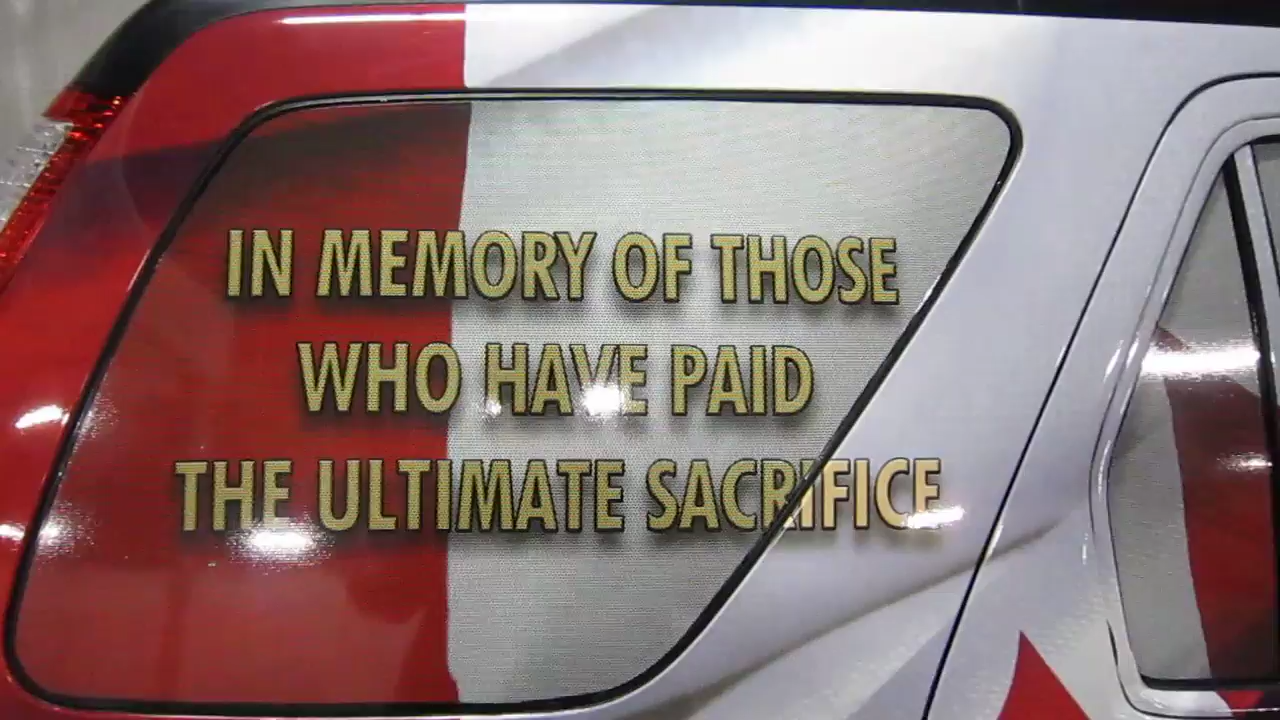 IN MEMORY OF THOSE
WHO HAVE PAID
THE ULTIMATE SACRIFICE